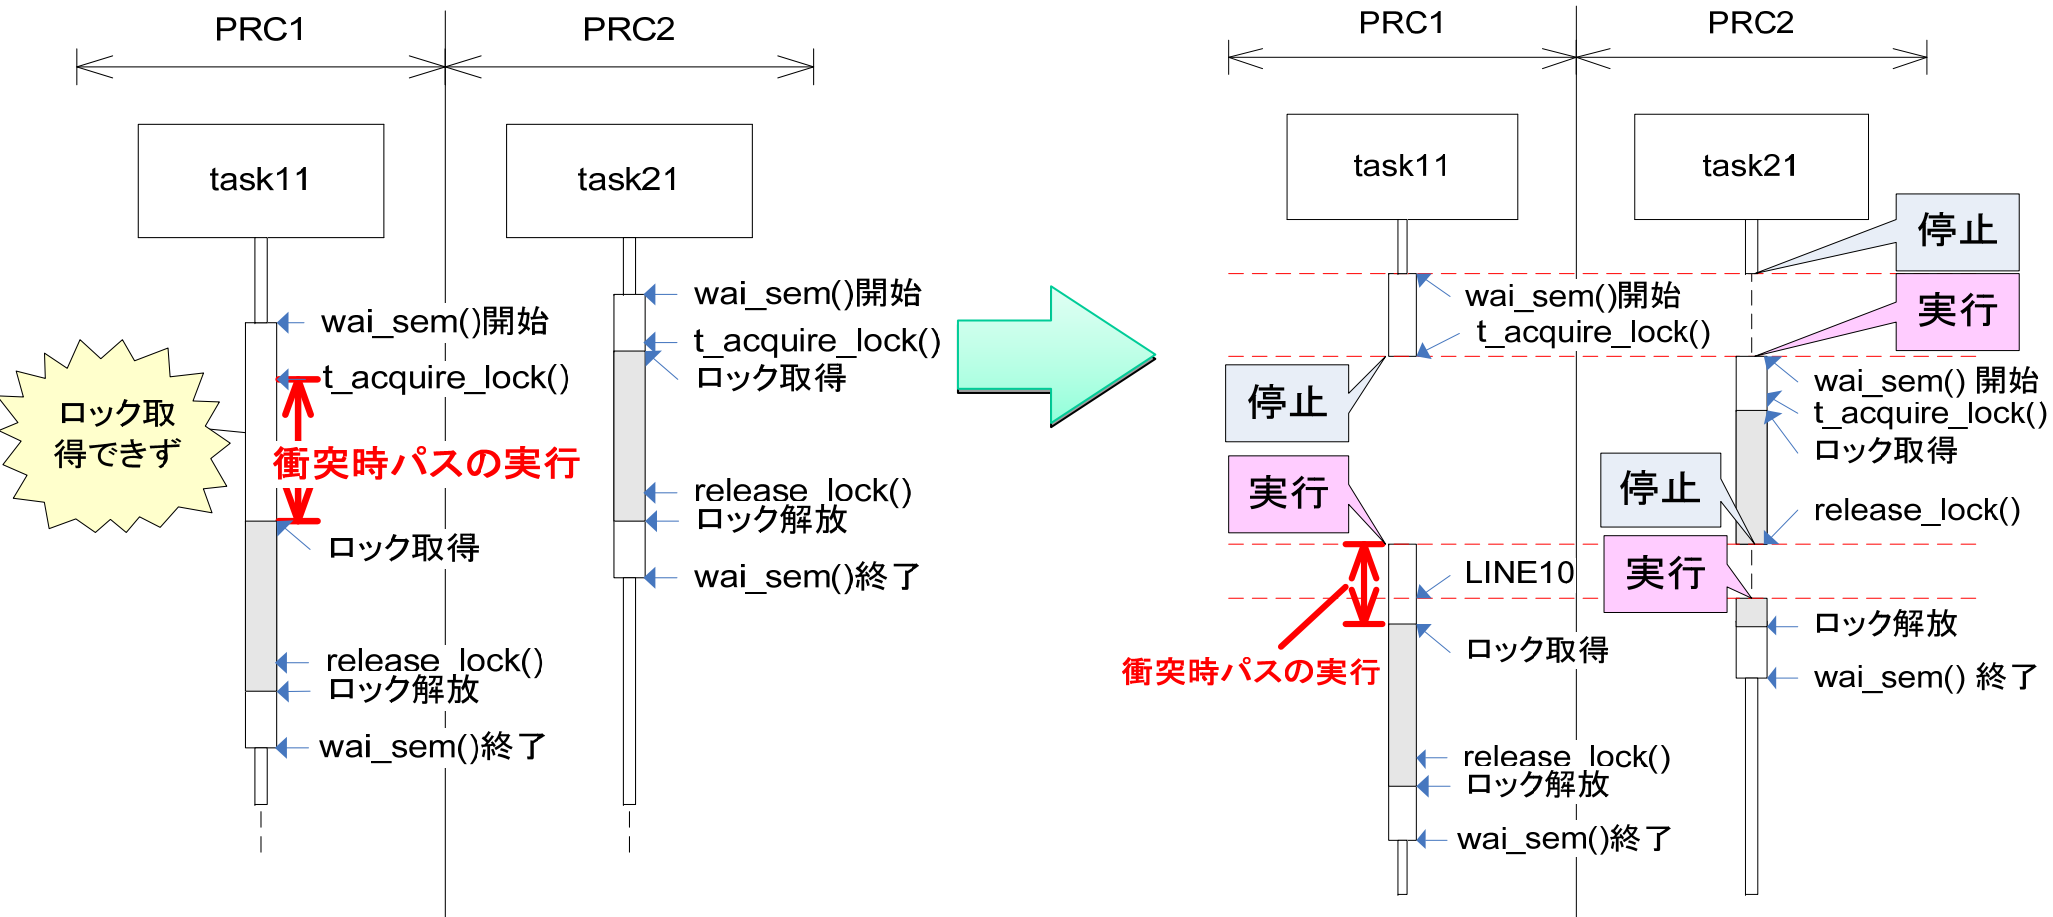 PRC1
PRC2
task11
task21
wai_sem()開始
t_acquire_lock()
ロック取
得できず
衝突時パスの実行
ロック取得
release_lock()
ロック解放
wai_sem()終了
wai_sem()開始
t_acquire_lock()
ロック取得
release_lock()
ロック解放
wai_sem()終了
PRC1
PRC2
task11
task21
停止
実行
wai_sem()開始
t_acquire_lock()
停止
実行
LINE10
衝突時パスの実行
ロック取得
release_lock()
ロック解放
wai_sem()終了
wai_sem() 開始
t_acquire_lock()
ロック取得
停止
release_lock()
実行
ロック解放
wai_sem() 終了